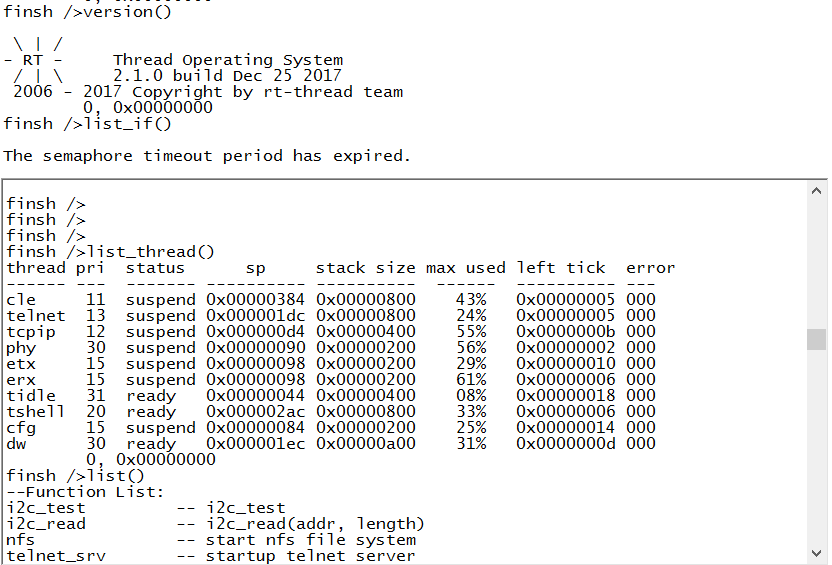 0, 0x00000000
finsh />version()
\ | /
- RT -     Thread Operating System
/ | \     2.1.0 build Dec 25 2017
2006 - 2017 Copyright by rt-thread team
0, 0x00000000
finsh />list_if()
The semaphore timeout period has expired.
finsh />
finsh />
finsh />
finsh />list_thread()
thread pri  status      sp     stack size max used left tick  error
------ ---  ------- ---------- ----------  ------  ---------- ---
cle     11  suspend 0x00000384 0x00000800    43%   0x00000005 000
telnet  13  suspend 0x000001dc 0x00000800    24%   0x00000005 000
tcpip   12  suspend 0x000000d4 0x00000400    55%   0x0000000b 000
phy     30  suspend 0x00000090 0x00000200    56%   0x00000002 000
etx     15  suspend 0x00000098 0x00000200    29%   0x00000010 000
erx     15  suspend 0x00000098 0x00000200    61%   0x00000006 000
tidle   31  ready   0x00000044 0x00000400    08%   0x00000018 000
tshell  20  ready   0x000002ac 0x00000800    33%   0x00000006 000
cfg     15  suspend 0x00000084 0x00000200    25%   0x00000014 000
dw      30  ready   0x000001ec 0x00000a00    31%   0x0000000d 000
0, 0x00000000
finsh />list()
--Function List:
i2c_test         -- i2c_test
i2c_read         -- i2c_read(addr, length)
nfs              -- start nfs file system
telnet_srv       -- startup telnet server